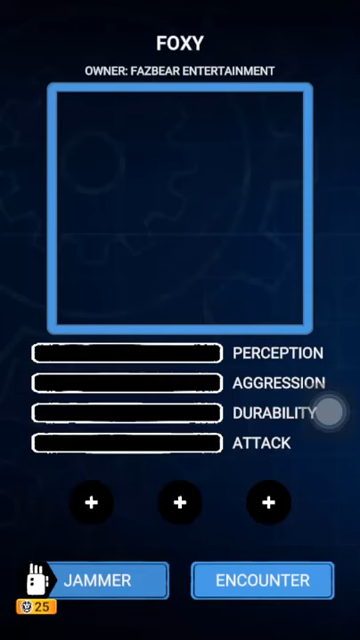 FOXY
OWNER: FAZBEAR ENTERTAINMENT
PERCEPTION
AGGRESSION
DURABILITY
ATTACK
+ + +
JAMMER
ENCOUNTER
25